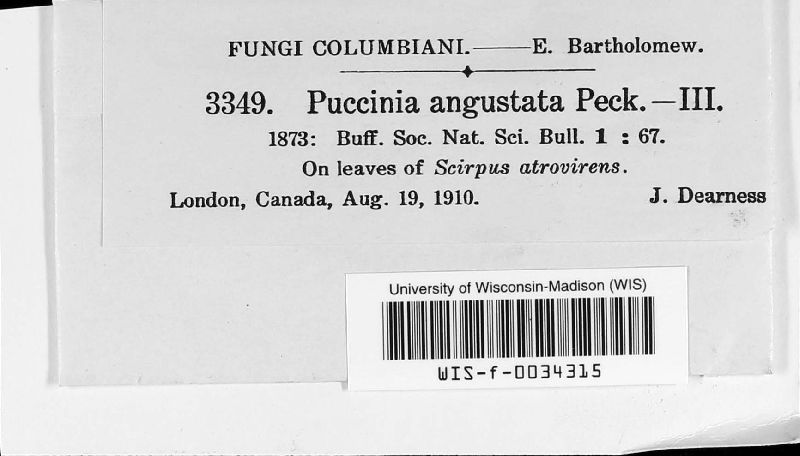 FUNGI COLUMBIANI.——E. Bartholomew.
3349. Puccinia angustata Peck.—III.
1873: Buff. Soc. Nat. Sci. Bull. 1 : 67.
On leaves of Scirpus atrovirens.
London, Canada, Aug. 19, 1910. J. Dearness
University of Wisconsin-Madison (WIS)
WIS-f-0034315